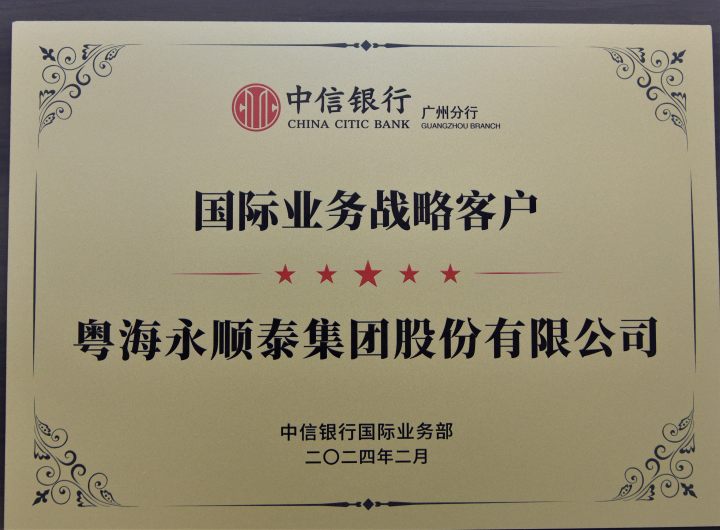 中信银行 广州分行
CHINA CITIC BANK GUANGZHOU BRANCH
国际业务战略客户
粤海永顺泰集团股份有限公司
中信银行国际业务部
二〇二四年二月